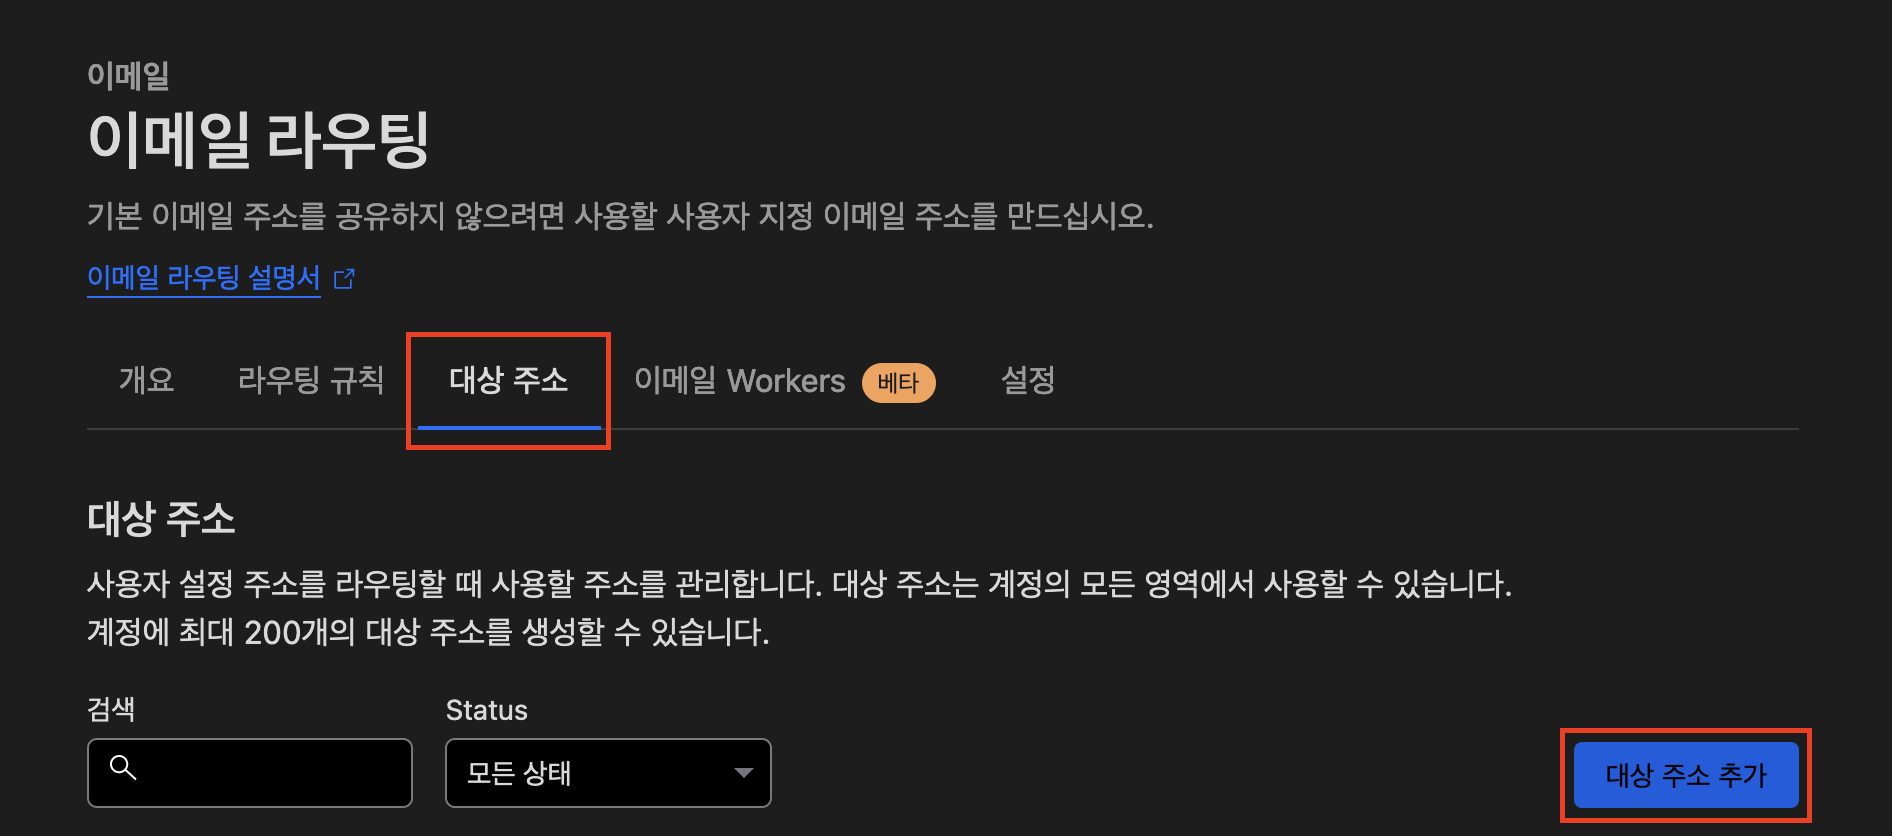 이메일
이메일 라우팅
기본 이메일 주소를 공유하지 않으려면 사용할 사용자 지정 이메일 주소를 만드십시오.
이메일 라우팅 설명서
개요 라우팅 규칙 대상 주소 이메일 Workers 베타 설정
대상 주소
사용자 설정 주소를 라우팅할 때 사용할 주소를 관리합니다. 대상 주소는 계정의 모든 영역에서 사용할 수 있습니다.
계정에 최대 200개의 대상 주소를 생성할 수 있습니다.
검색 Status
모든 상태 대상 주소 추가